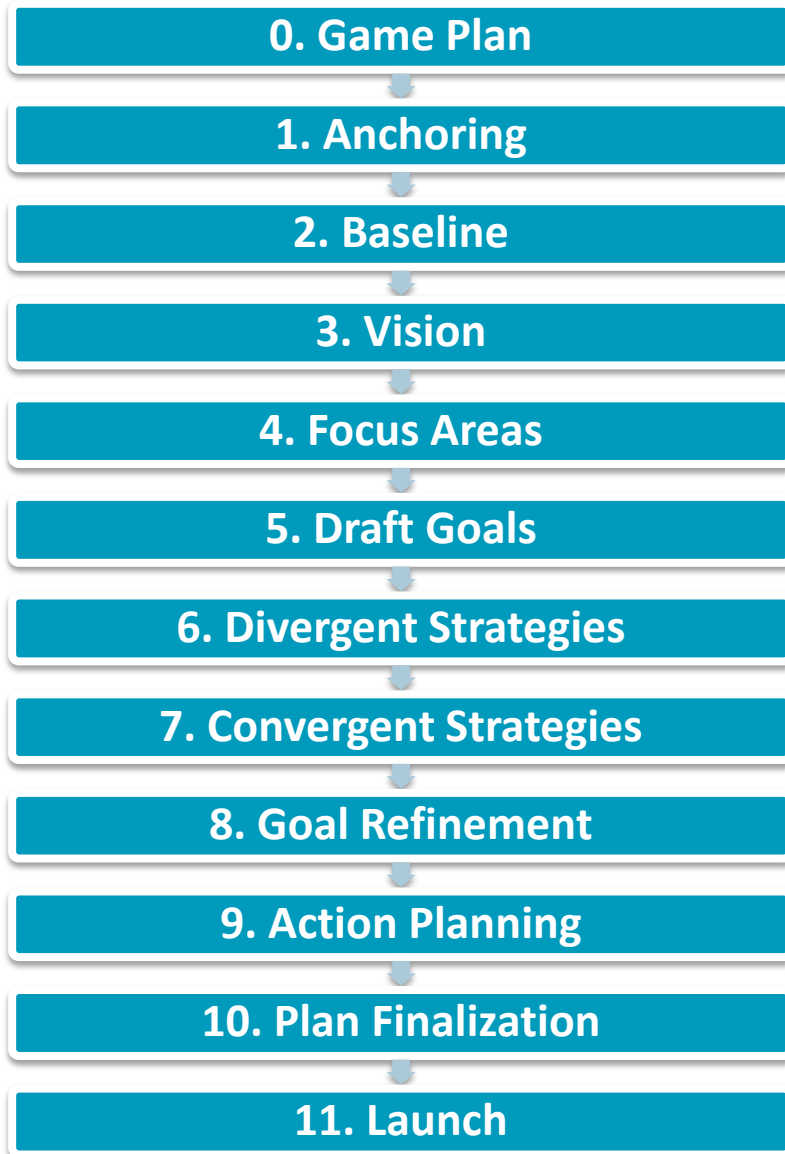 0. Game Plan
1. Anchoring
2. Baseline
3. Vision
4. Focus Areas
5. Draft Goals
6. Divergent Strategies
7. Convergent Strategies
8. Goal Refinement
9. Action Planning
10. Plan Finalization
11. Launch